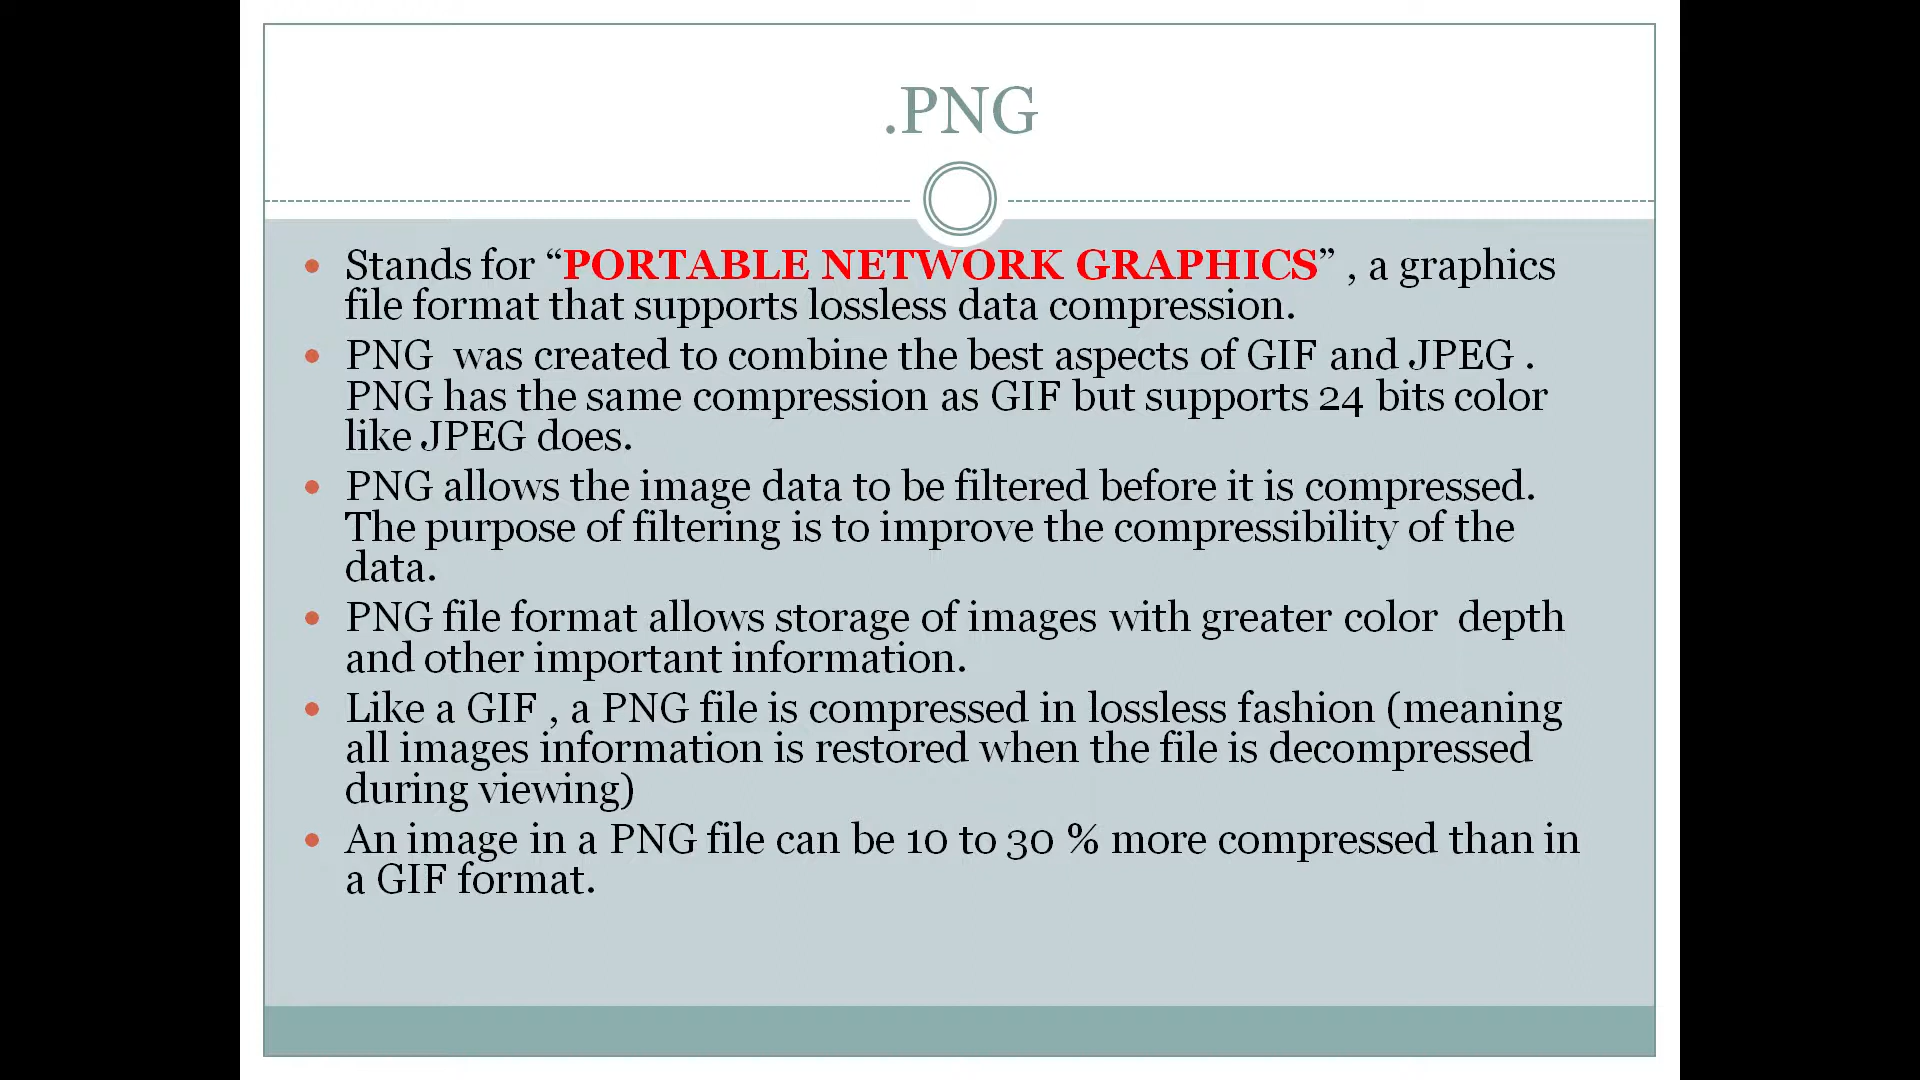 .PNG
• Stands for “PORTABLE NETWORK GRAPHICS” , a graphics
file format that supports lossless data compression.
• PNG  was created to combine the best aspects of GIF and JPEG .
PNG has the same compression as GIF but supports 24 bits color
like JPEG does.
• PNG allows the image data to be filtered before it is compressed.
The purpose of filtering is to improve the compressibility of the
data.
• PNG file format allows storage of images with greater color  depth
and other important information.
• Like a GIF , a PNG file is compressed in lossless fashion (meaning
all images information is restored when the file is decompressed
during viewing)
• An image in a PNG file can be 10 to 30 % more compressed than in
a GIF format.